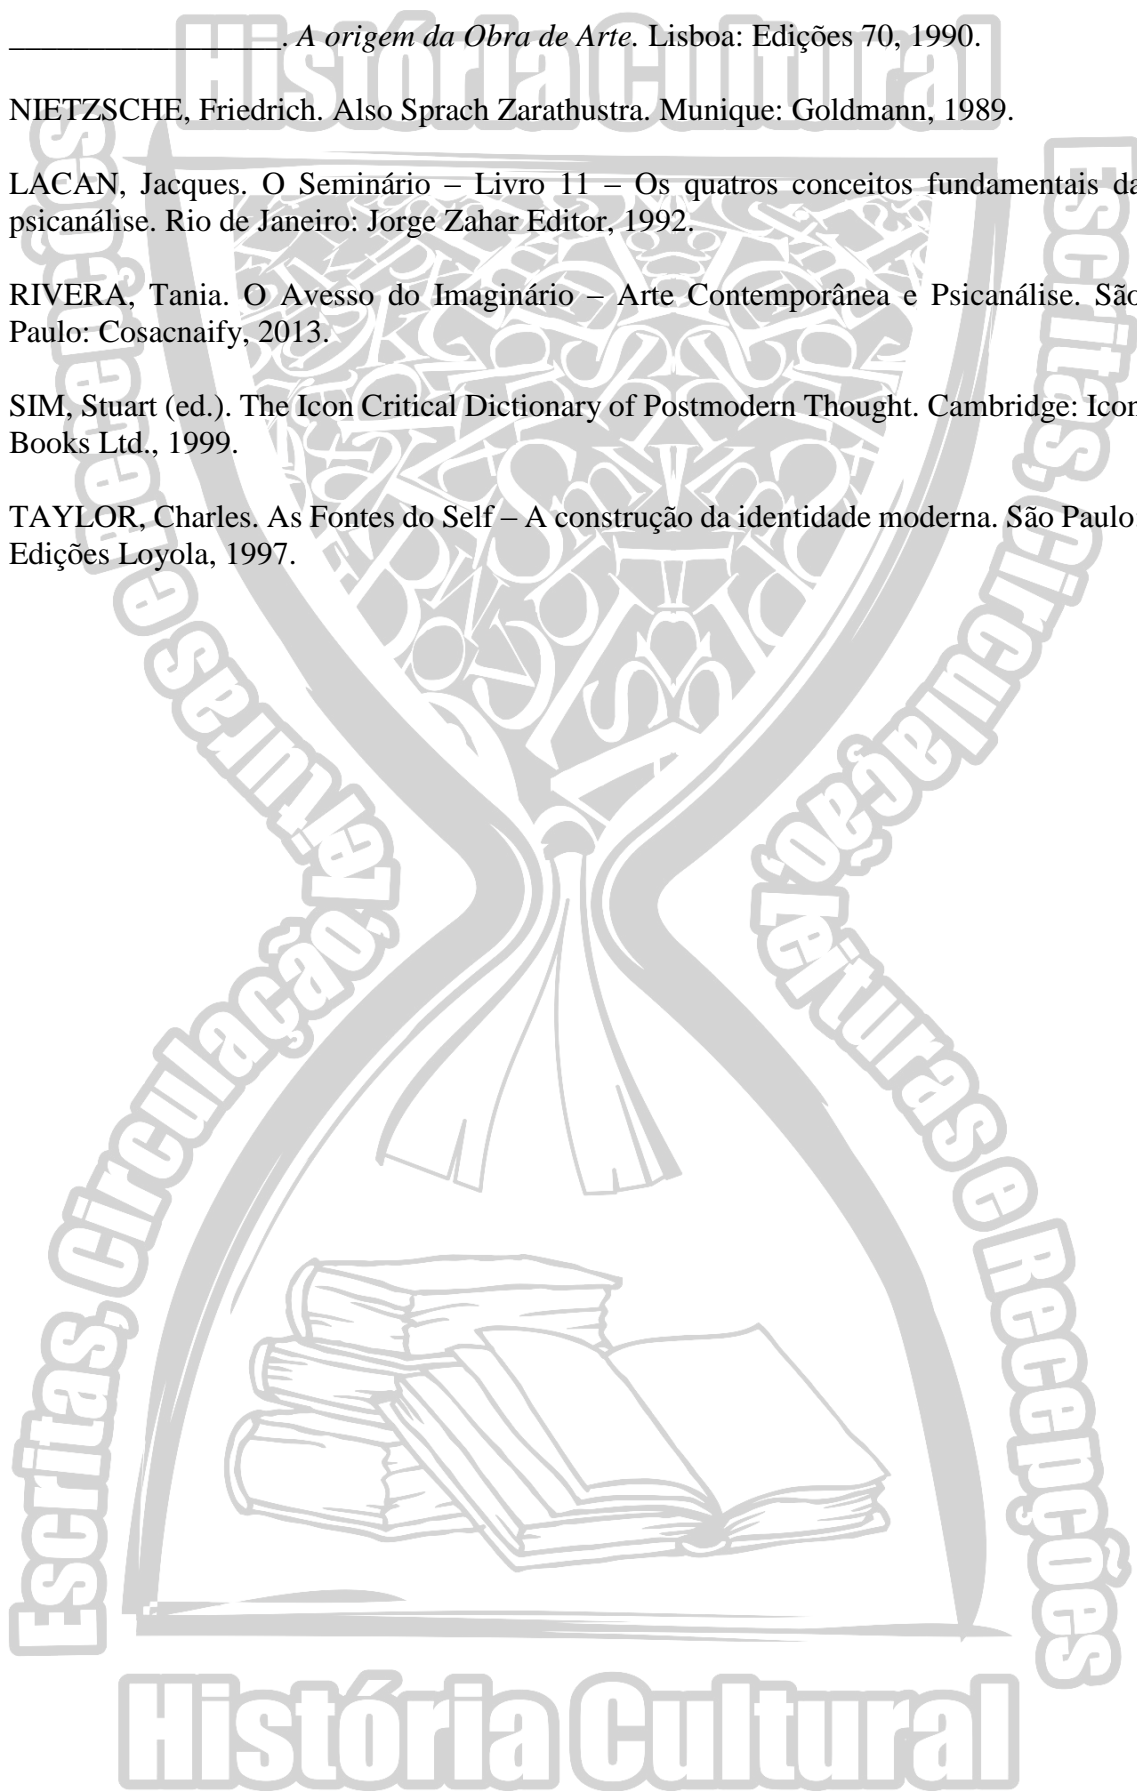 História Cultural
_________________. A origem da Obra de Arte. Lisboa: Edições 70, 1990.
NIETZSCHE, Friedrich. Also Sprach Zarathustra. Munique: Goldmann, 1989.
LACAN, Jacques. O Seminário – Livro 11 – Os quatros conceitos fundamentais da
psicanálise. Rio de Janeiro: Jorge Zahar Editor, 1992.
RIVERA, Tania. O Avesso do Imaginário – Arte Contemporânea e Psicanálise. São
Paulo: Cosacnaify, 2013.
SIM, Stuart (ed.). The Icon Critical Dictionary of Postmodern Thought. Cambridge: Icon
Books Ltd., 1999.
TAYLOR, Charles. As Fontes do Self – A construção da identidade moderna. São Paulo:
Edições Loyola, 1997.
Escritas, Circulação, Leituras e Recepções
Escritas, Circulação, Leituras e Recepções
História Cultural